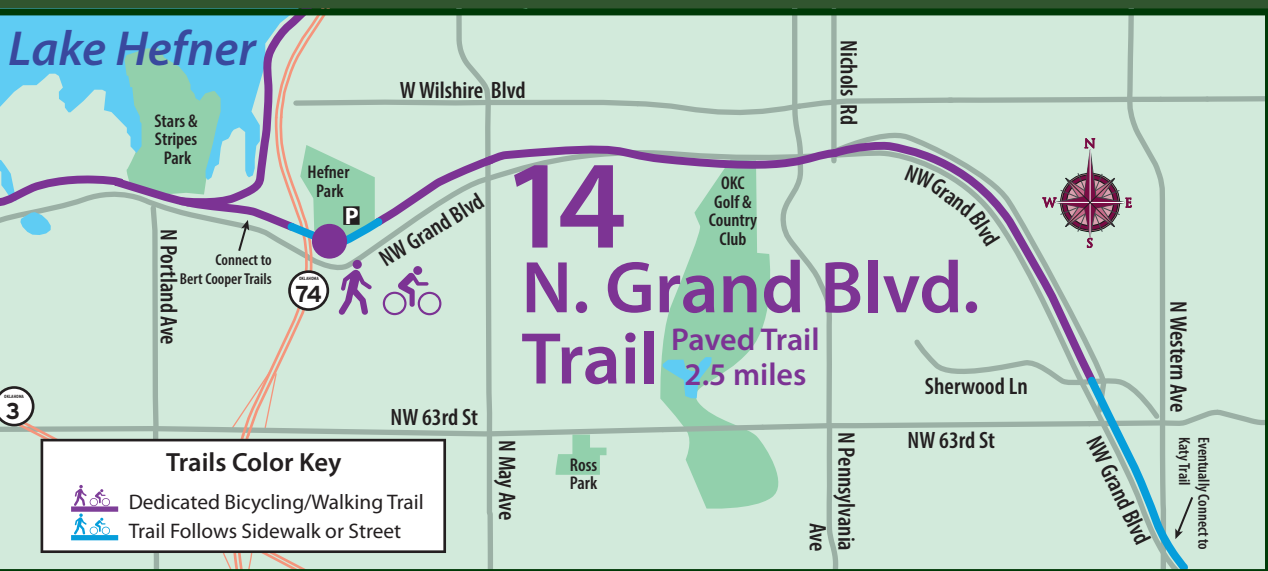 Lake Hefner
Stars &
Stripes
Park
W Wilshire Blvd
Nichols Rd
Hefner
Park
P
NW Grand Blvd
Connect to
Bert Cooper Trails
N Portland Ave
OKLAHOMA
74
14
N. Grand Blvd.
Trail
Paved Trail
2.5 miles
OKC
Golf &
Country
Club
NW Grand Blvd
N
W
E
S
N Western Ave
Sherwood Ln
OKLAHOMA
3
NW 63rd St
NW 63rd St
N May Ave
Ross
Park
N Pennsylvania
Ave
NW Grand Blvd
Eventually Connect to
Katy Trail
Trails Color Key
Dedicated Bicycling/Walking Trail
Trail Follows Sidewalk or Street